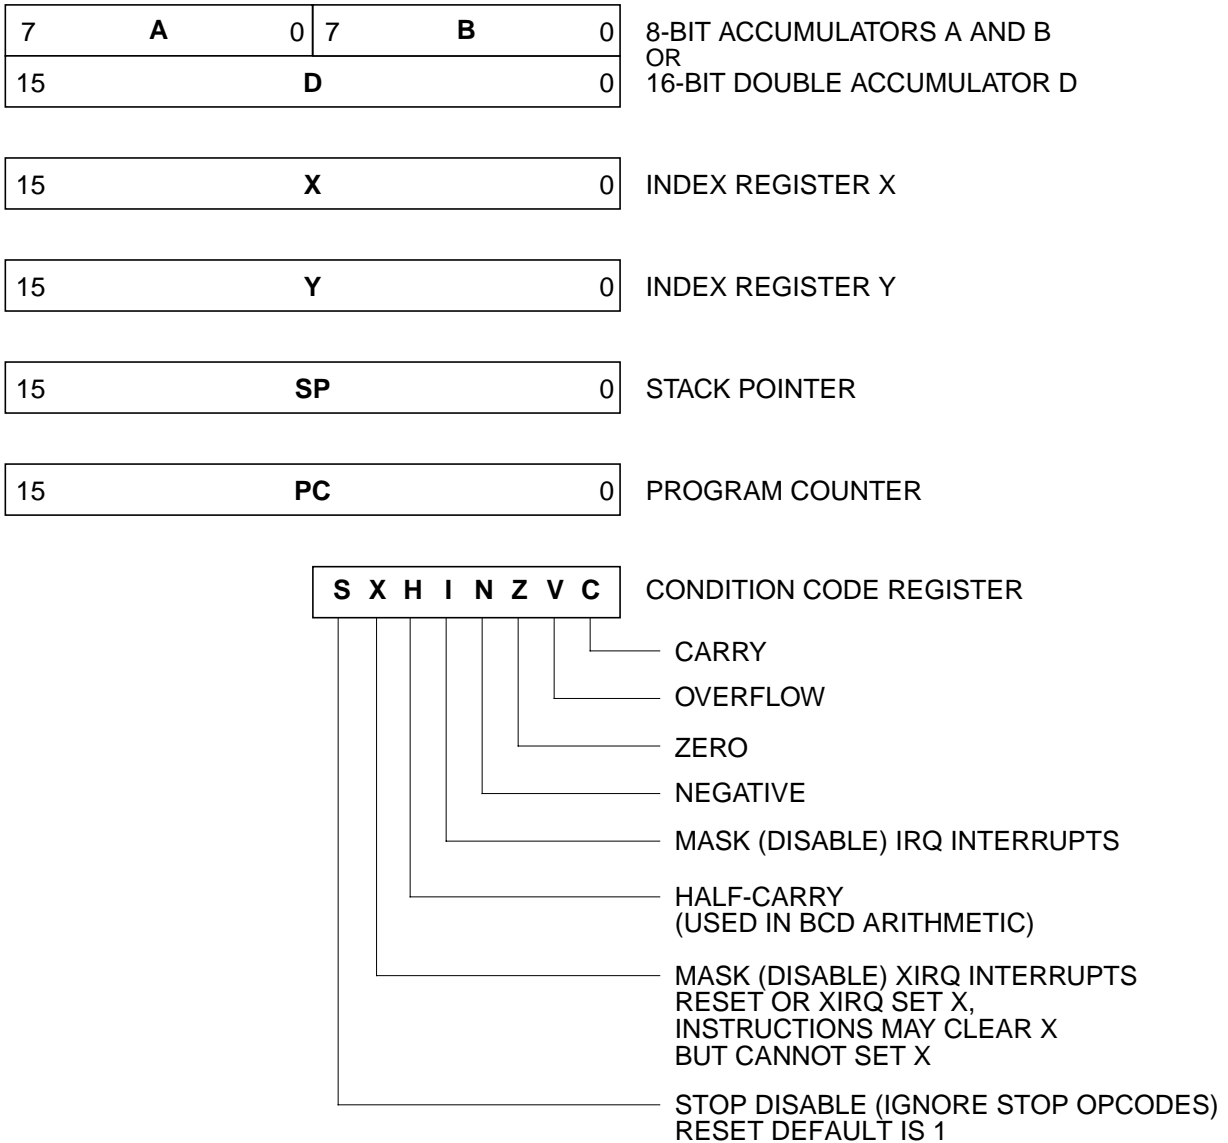 7 A 0 7 B 0 8-BIT ACCUMULATORS A AND B
OR
15 D 0 16-BIT DOUBLE ACCUMULATOR D
15 X 0 INDEX REGISTER X
15 Y 0 INDEX REGISTER Y
15 SP 0 STACK POINTER
15 PC 0 PROGRAM COUNTER
S X H I N Z V C CONDITION CODE REGISTER
CARRY
OVERFLOW
ZERO
NEGATIVE
MASK (DISABLE) IRQ INTERRUPTS
HALF-CARRY
(USED IN BCD ARITHMETIC)
MASK (DISABLE) XIRQ INTERRUPTS
RESET OR XIRQ SET X,
INSTRUCTIONS MAY CLEAR X
BUT CANNOT SET X
STOP DISABLE (IGNORE STOP OPCODES)
RESET DEFAULT IS 1